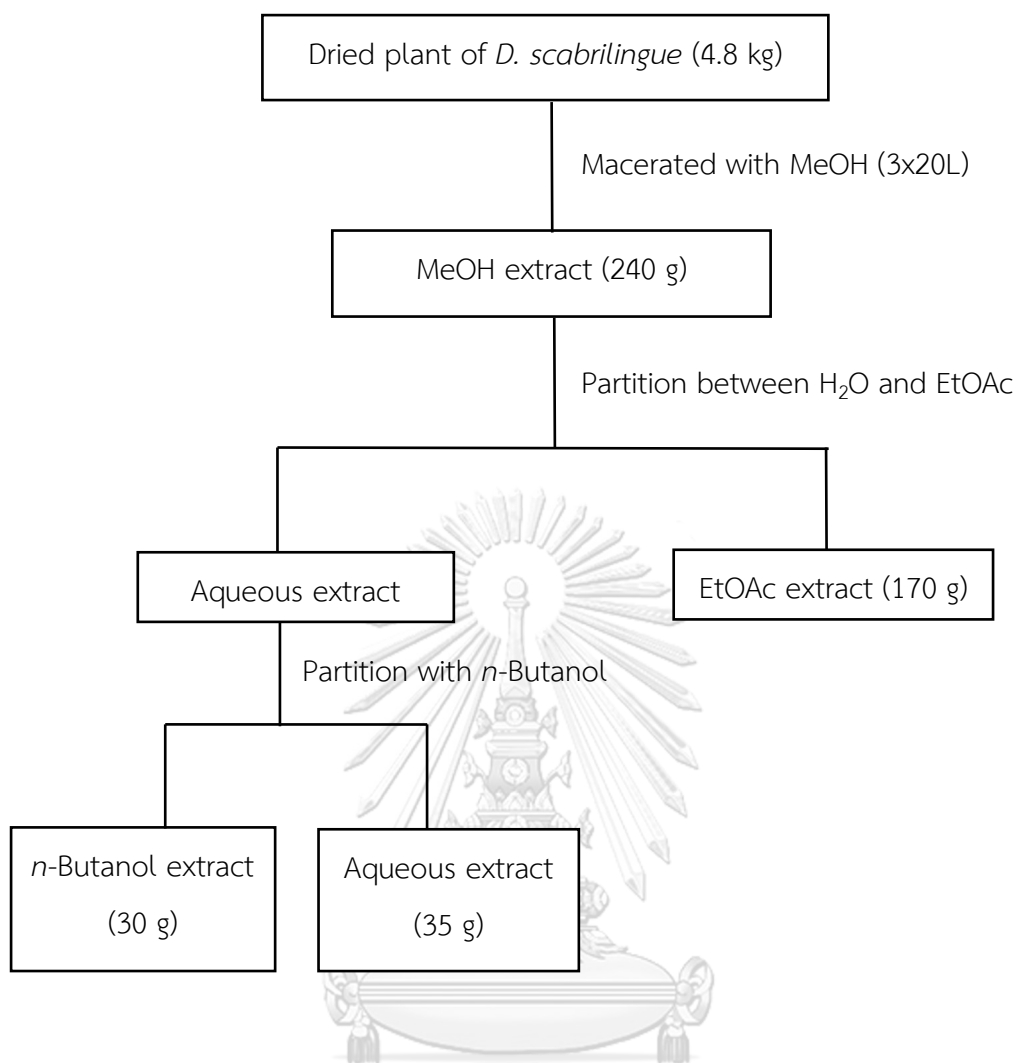 Dried plant of D. scabrilingue (4.8 kg)
Macerated with MeOH (3x20L)
MeOH extract (240 g)
Partition between H₂O and EtOAc
Aqueous extract
EtOAc extract (170 g)
Partition with n-Butanol
n-Butanol extract
(30 g)
Aqueous extract
(35 g)